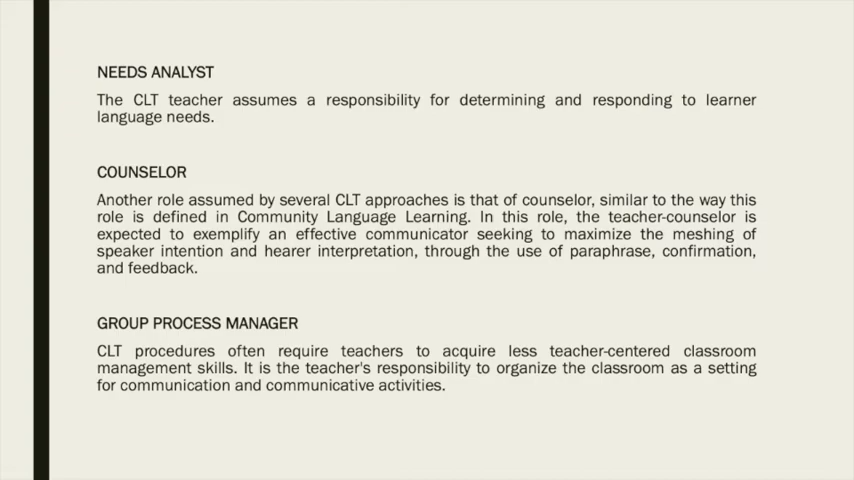 NEEDS ANALYST
The CLT teacher assumes a responsibility for determining and responding to learner
language needs.
COUNSELOR
Another role assumed by several CLT approaches is that of counselor, similar to the way this
role is defined in Community Language Learning. In this role, the teacher-counselor is
expected to exemplify an effective communicator seeking to maximize the meshing of
speaker intention and hearer interpretation, through the use of paraphrase, confirmation,
and feedback.
GROUP PROCESS MANAGER
CLT procedures often require teachers to acquire less teacher-centered classroom
management skills. It is the teacher's responsibility to organize the classroom as a setting
for communication and communicative activities.